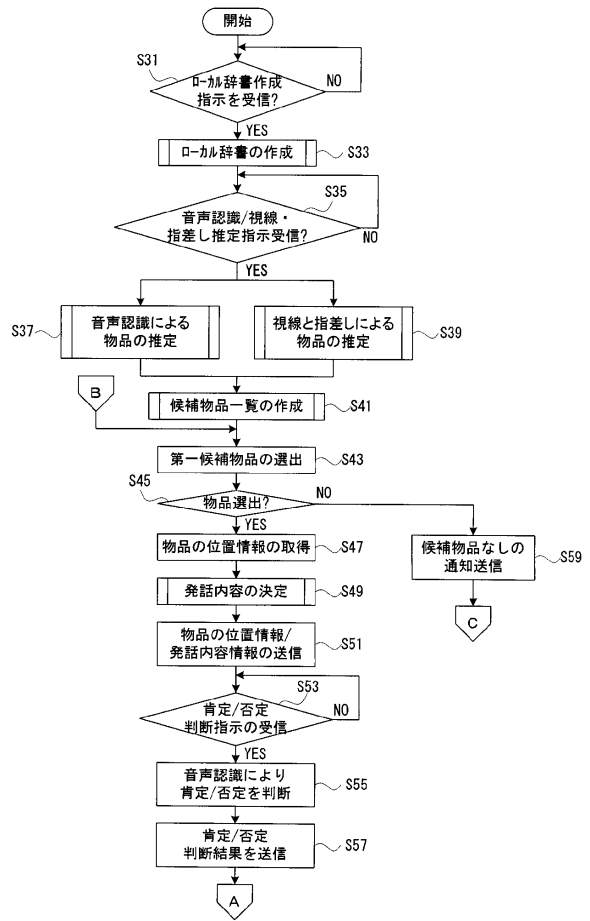 開始
S31
ローカル辞書作成
指示を受信?
NO
YES
ローカル辞書の作成
S33
S35
音声認識/視線・
指差し推定指示受信?
NO
YES
S37
音声認識による
物品の推定
視線と指差しによる
物品の推定
S39
B
候補物品一覧の作成
S41
第一候補物品の選出
S43
S45
物品選出?
NO
YES
物品の位置情報の取得
S47
候補物品なしの
通知送信
S59
発話内容の決定
S49
C
物品の位置情報/
発話内容情報の送信
S51
S53
肯定/否定
判断指示の受信
NO
YES
音声認識により
肯定/否定を判断
S55
肯定/否定
判断結果を送信
S57
A